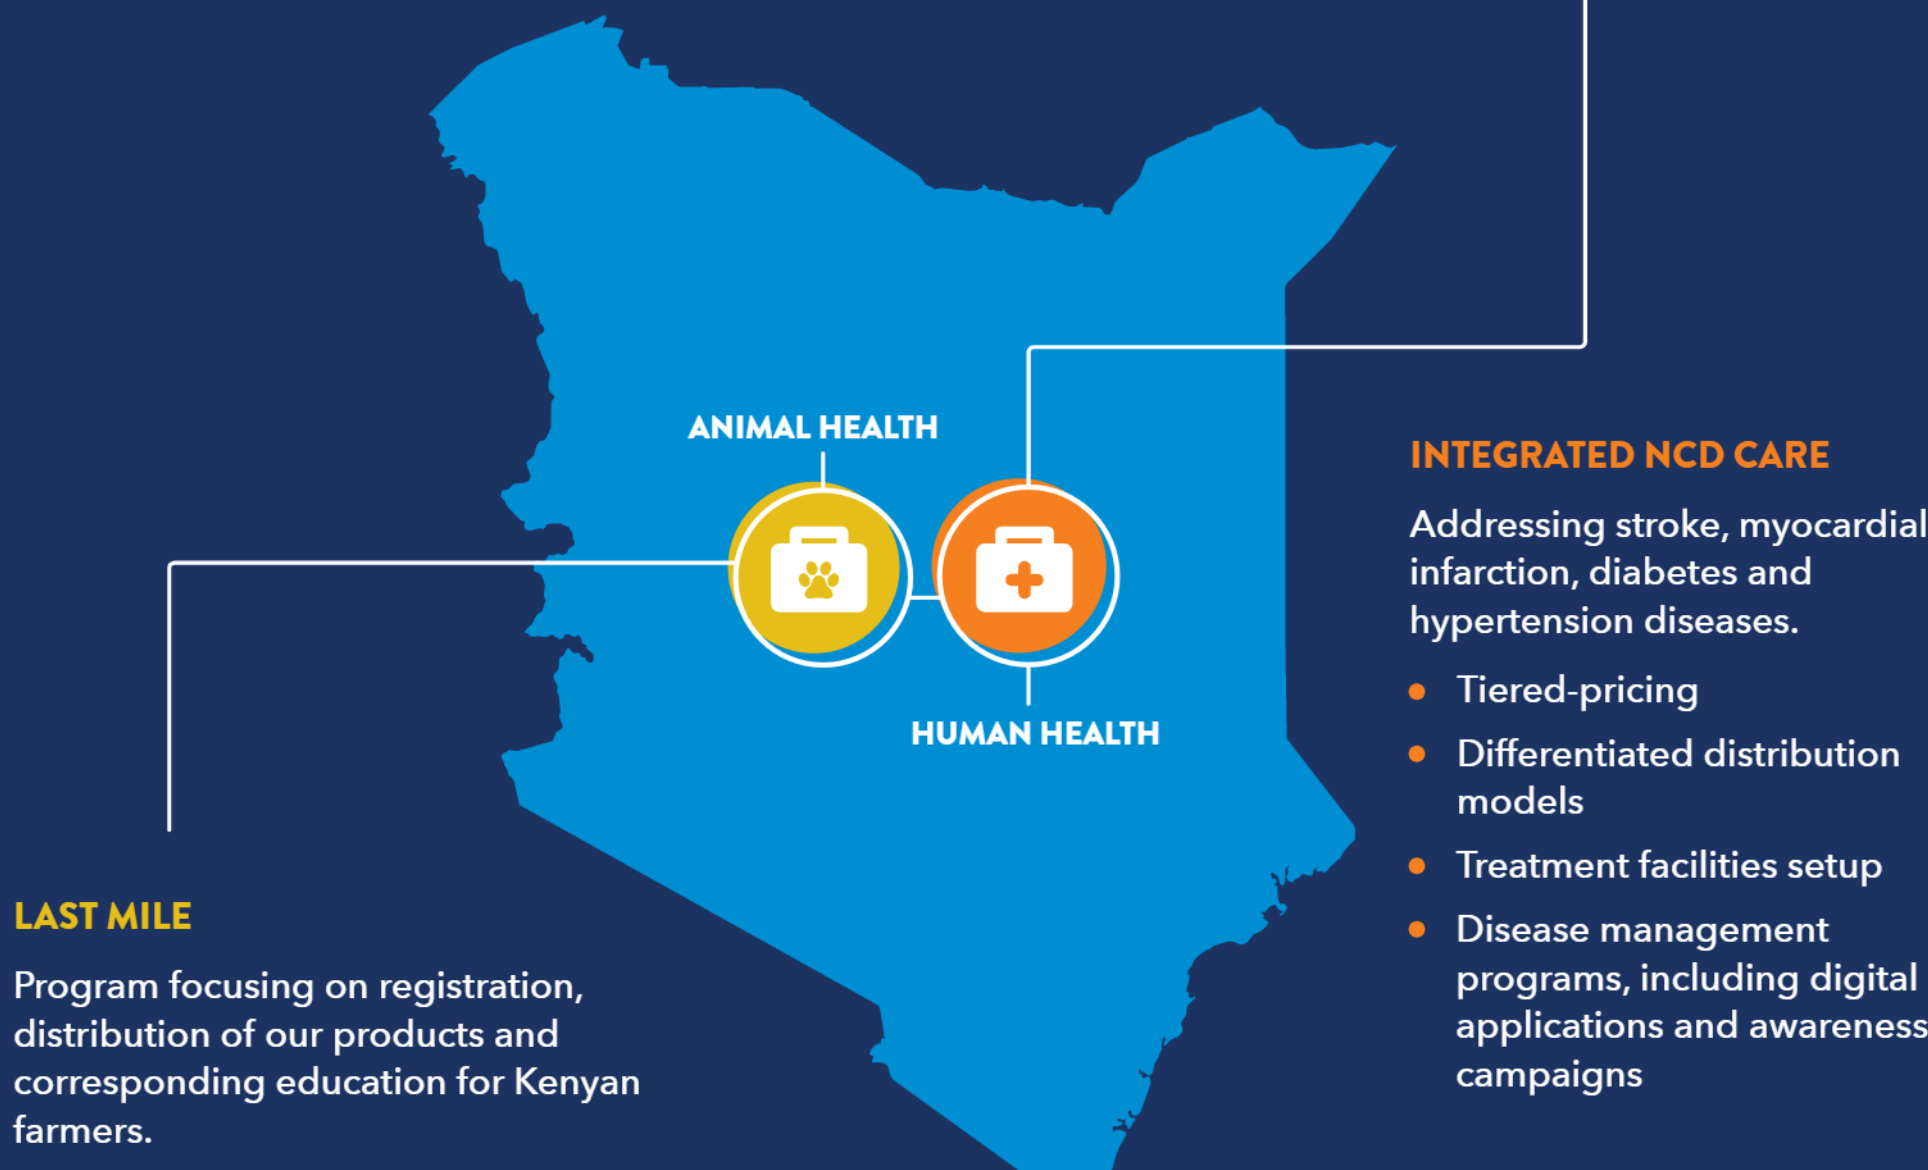 ANIMAL HEALTH
HUMAN HEALTH
LAST MILE
Program focusing on registration,
distribution of our products and
corresponding education for Kenyan
farmers.
INTEGRATED NCD CARE
Addressing stroke, myocardial
infarction, diabetes and
hypertension diseases.
Tiered-pricing
Differentiated distribution
models
Treatment facilities setup
Disease management
programs, including digital
applications and awareness
campaigns